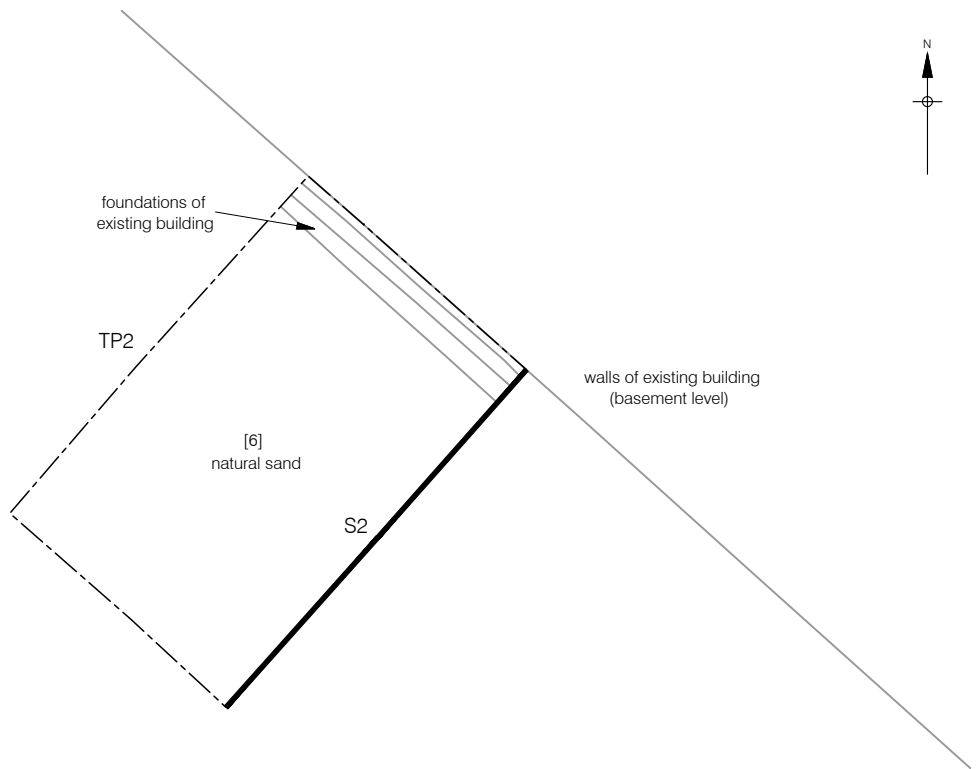 N
foundations of
existing building
TP2
walls of existing building
(basement level)
[6]
natural sand
S2